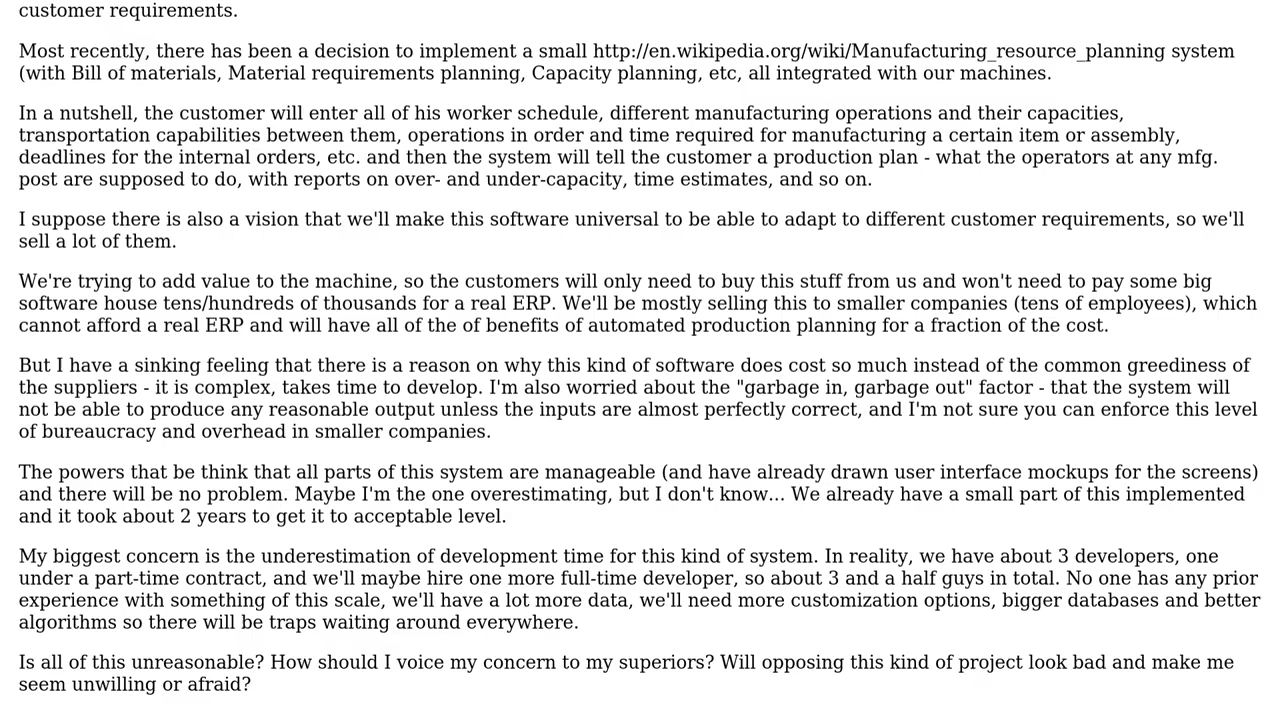 customer requirements.
Most recently, there has been a decision to implement a small http://en.wikipedia.org/wiki/Manufacturing_resource_planning system
(with Bill of materials, Material requirements planning, Capacity planning, etc, all integrated with our machines.
In a nutshell, the customer will enter all of his worker schedule, different manufacturing operations and their capacities,
transportation capabilities between them, operations in order and time required for manufacturing a certain item or assembly,
deadlines for the internal orders, etc. and then the system will tell the customer a production plan - what the operators at any mfg.
post are supposed to do, with reports on over- and under-capacity, time estimates, and so on.
I suppose there is also a vision that we'll make this software universal to be able to adapt to different customer requirements, so we'll
sell a lot of them.
We're trying to add value to the machine, so the customers will only need to buy this stuff from us and won't need to pay some big
software house tens/hundreds of thousands for a real ERP. We'll be mostly selling this to smaller companies (tens of employees), which
cannot afford a real ERP and will have all of the of benefits of automated production planning for a fraction of the cost.
But I have a sinking feeling that there is a reason on why this kind of software does cost so much instead of the common greediness of
the suppliers - it is complex, takes time to develop. I'm also worried about the "garbage in, garbage out" factor - that the system will
not be able to produce any reasonable output unless the inputs are almost perfectly correct, and I'm not sure you can enforce this level
of bureaucracy and overhead in smaller companies.
The powers that be think that all parts of this system are manageable (and have already drawn user interface mockups for the screens)
and there will be no problem. Maybe I'm the one overestimating, but I don't know... We already have a small part of this implemented
and it took about 2 years to get it to acceptable level.
My biggest concern is the underestimation of development time for this kind of system. In reality, we have about 3 developers, one
under a part-time contract, and we'll maybe hire one more full-time developer, so about 3 and a half guys in total. No one has any prior
experience with something of this scale, we'll have a lot more data, we'll need more customization options, bigger databases and better
algorithms so there will be traps waiting around everywhere.
Is all of this unreasonable? How should I voice my concern to my superiors? Will opposing this kind of project look bad and make me
seem unwilling or afraid?